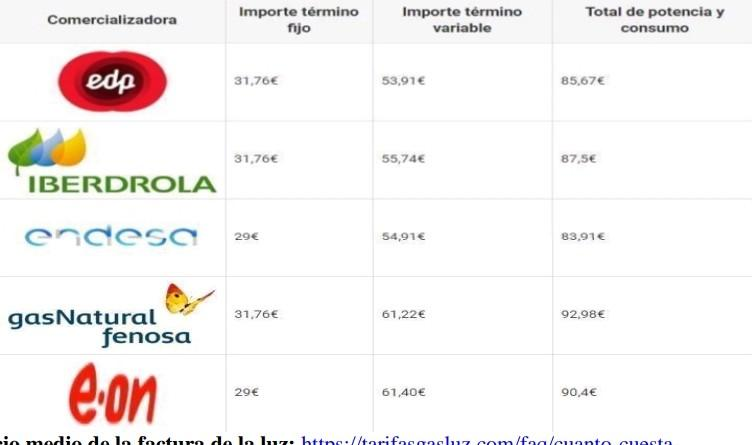 Comercializadora Importe término fijo Importe término variable Total de potencia y consumo
edp 31,76€ 53,91€ 85,67€
IBERDROLA 31,76€ 55,74€ 87,5€
endesa 29€ 54,91€ 83,91€
gasNatural fenosa 31,76€ 61,22€ 92,98€
e·on 29€ 61,40€ 90,4€
cio medio de la factura de la luz: https://tarifasgasluz.com/faq/cuanto-cuesta